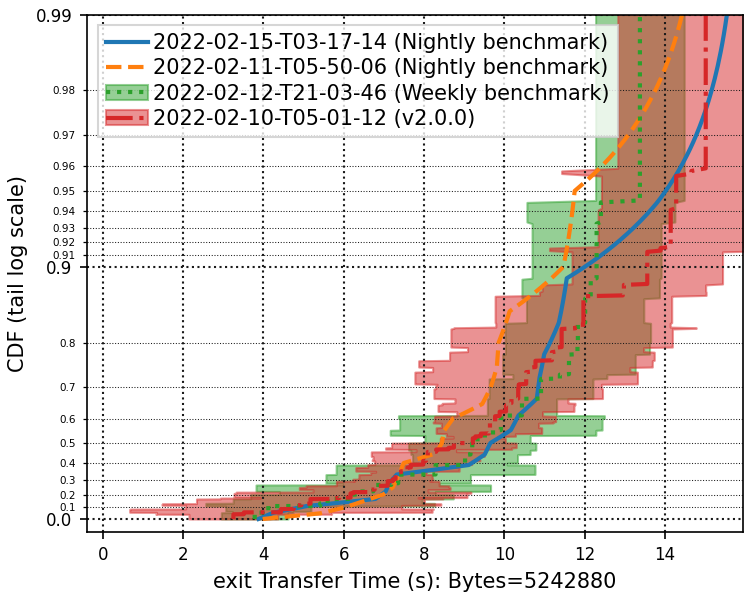 0.99
2022-02-15-T03-17-14 (Nightly benchmark)
2022-02-11-T05-50-06 (Nightly benchmark)
2022-02-12-T21-03-46 (Weekly benchmark)
2022-02-10-T05-01-12 (v2.0.0)
0.98
0.97
0.96
0.95
0.94
0.93
0.92
0.91
0.9
0.8
0.7
0.6
0.5
0.4
0.3
0.2
0.1
0.0
CDF (tail log scale)
0 2 4 6 8 10 12 14
exit Transfer Time (s): Bytes=5242880